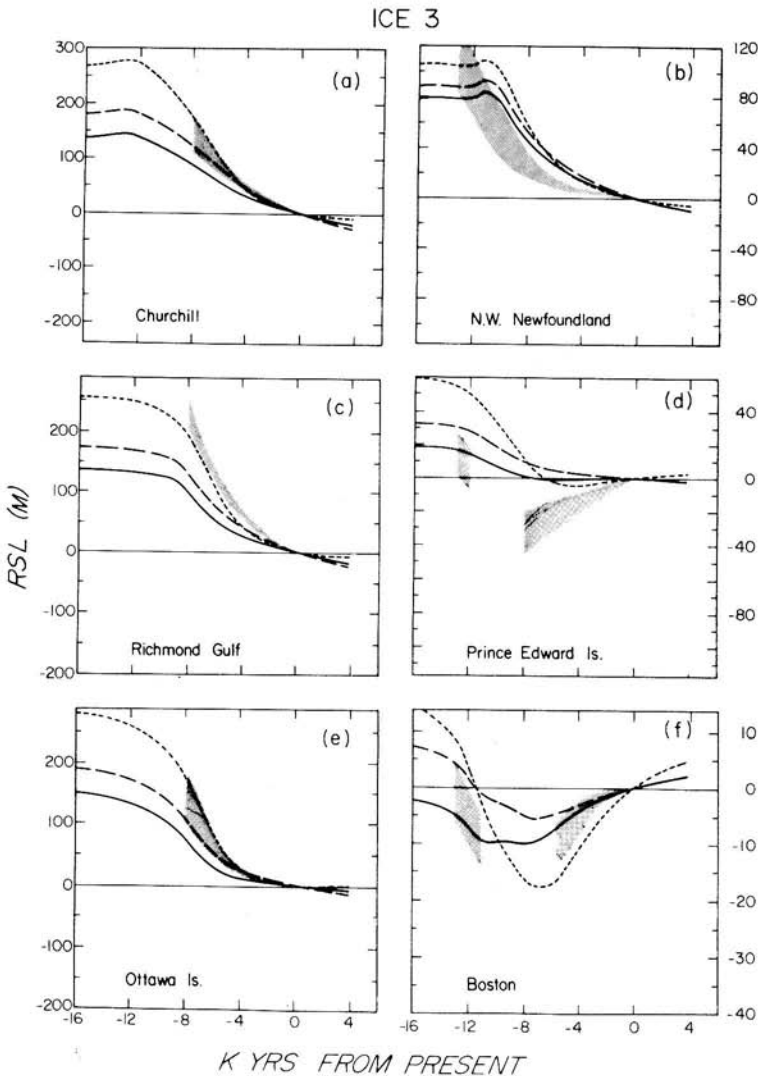 ICE 3
300
200
100
0
-100
-200
(a)
Churchill
120
80
40
0
-40
-80
(b)
N.W. Newfoundland
200
100
0
-100
-200
(c)
Richmond Gulf
40
0
-40
-80
(d)
Prince Edward Is.
200
100
0
-100
-200
(e)
Ottawa Is.
10
0
-10
-20
-30
-40
(f)
Boston
-16 -12 -8 -4 0 4
-16 -12 -8 -4 0 4
RSL (M)
K YRS FROM PRESENT